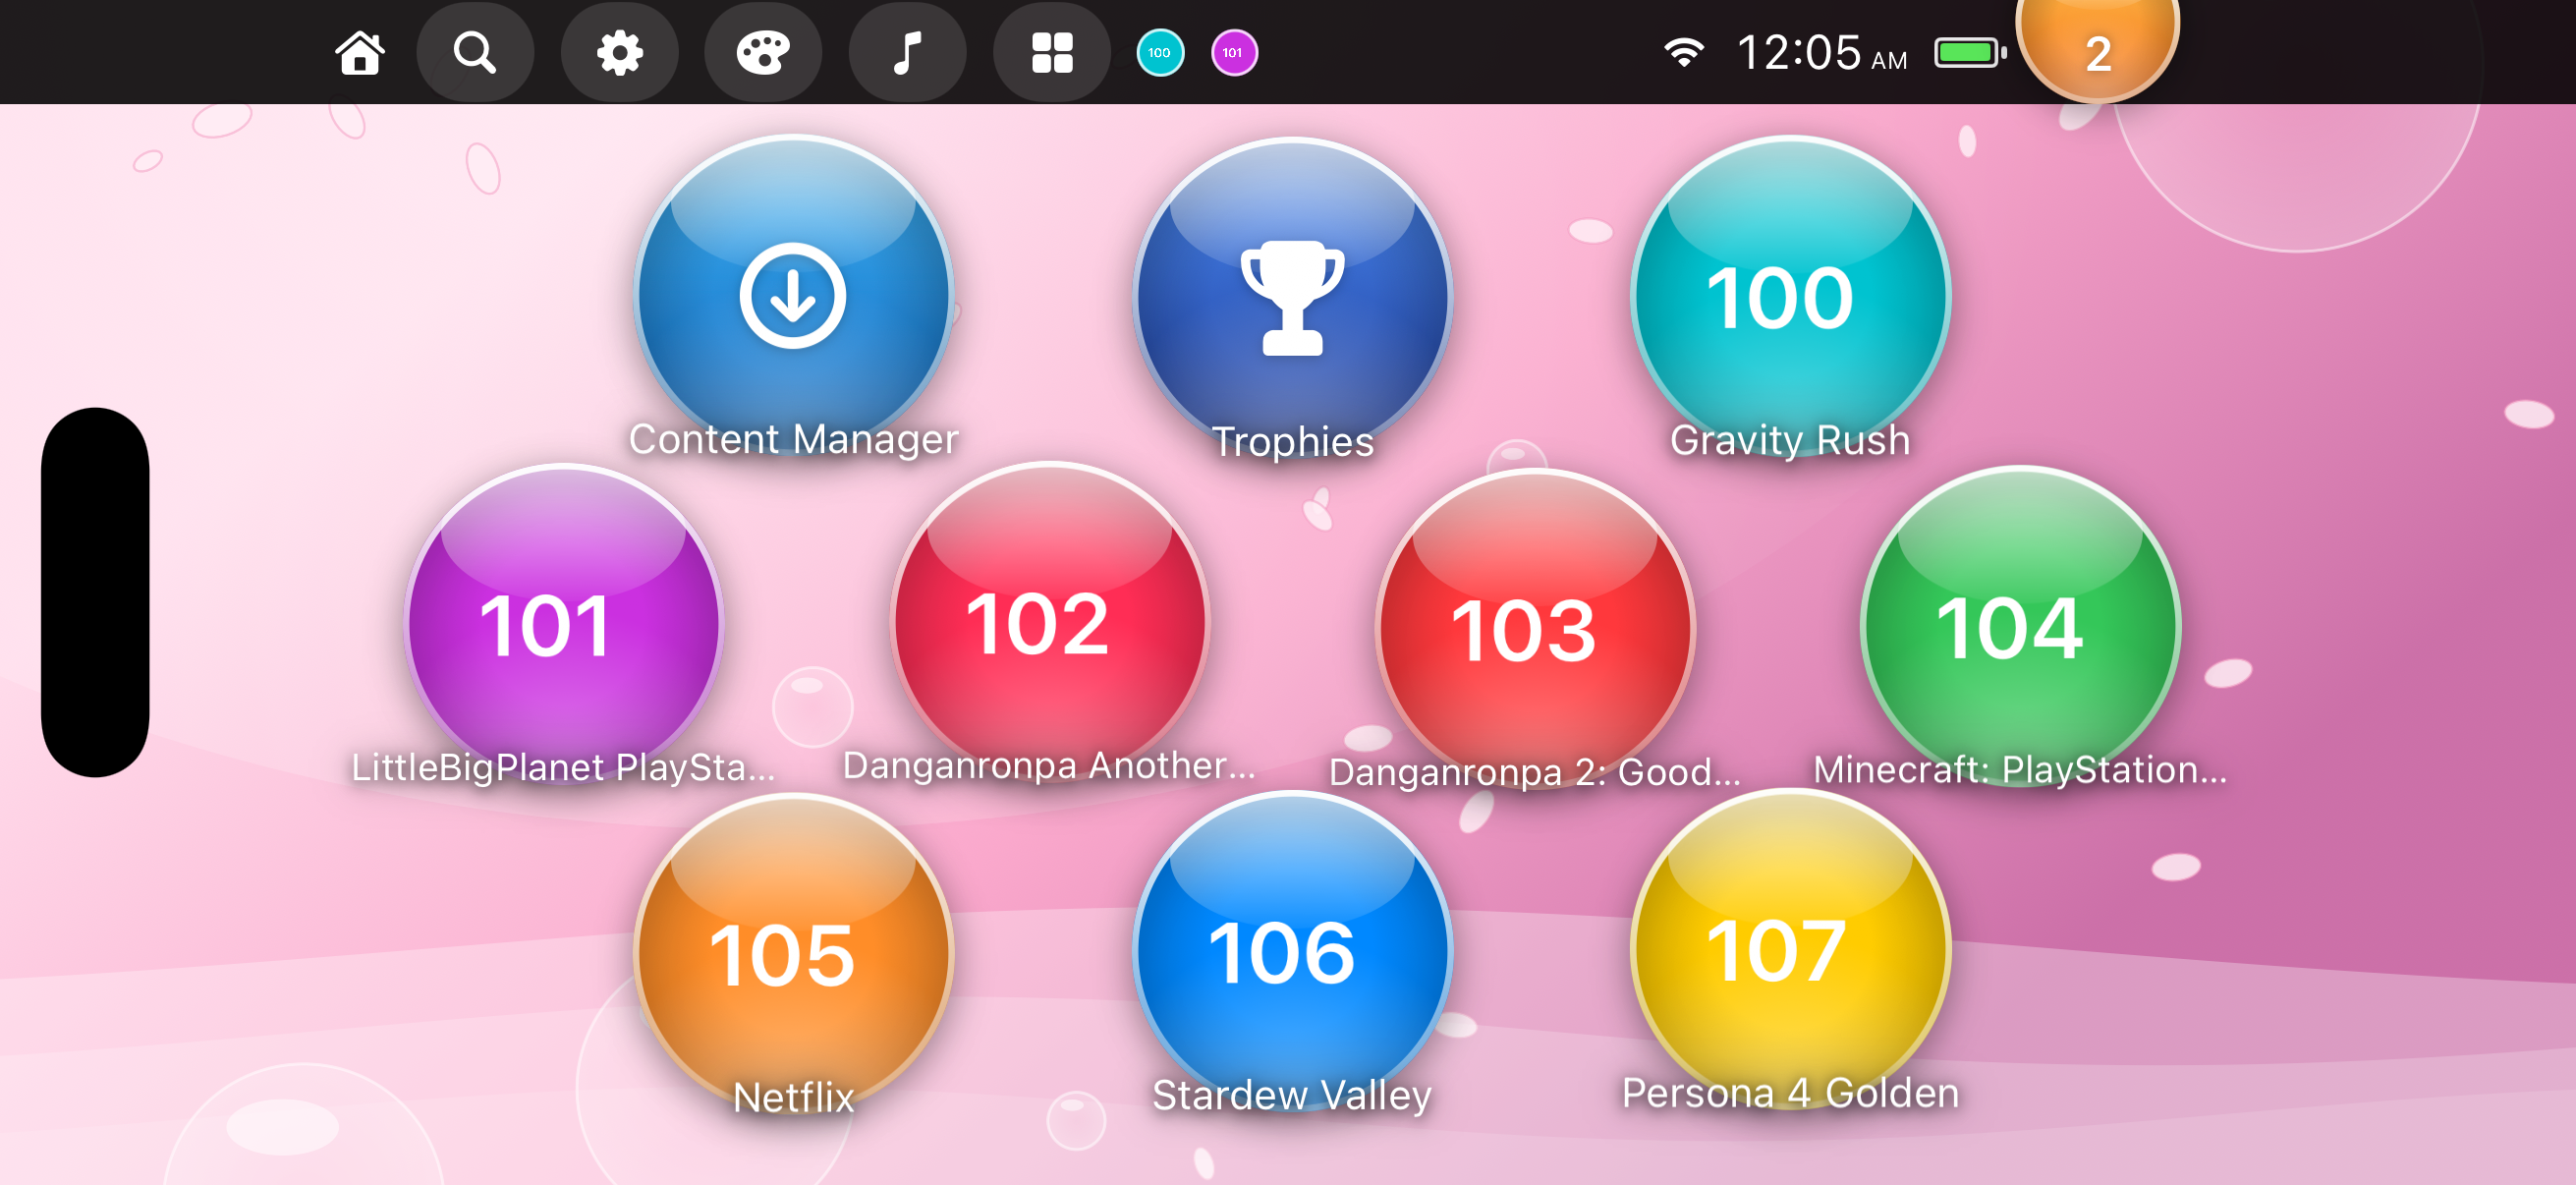 100 101 12:05 AM 2
100
Content Manager Trophies Gravity Rush
101 102 103 104
LittleBigPlanet PlaySta... Danganronpa Another... Danganronpa 2: Good... Minecraft: PlayStation...
105 106 107
Netflix Stardew Valley Persona 4 Golden